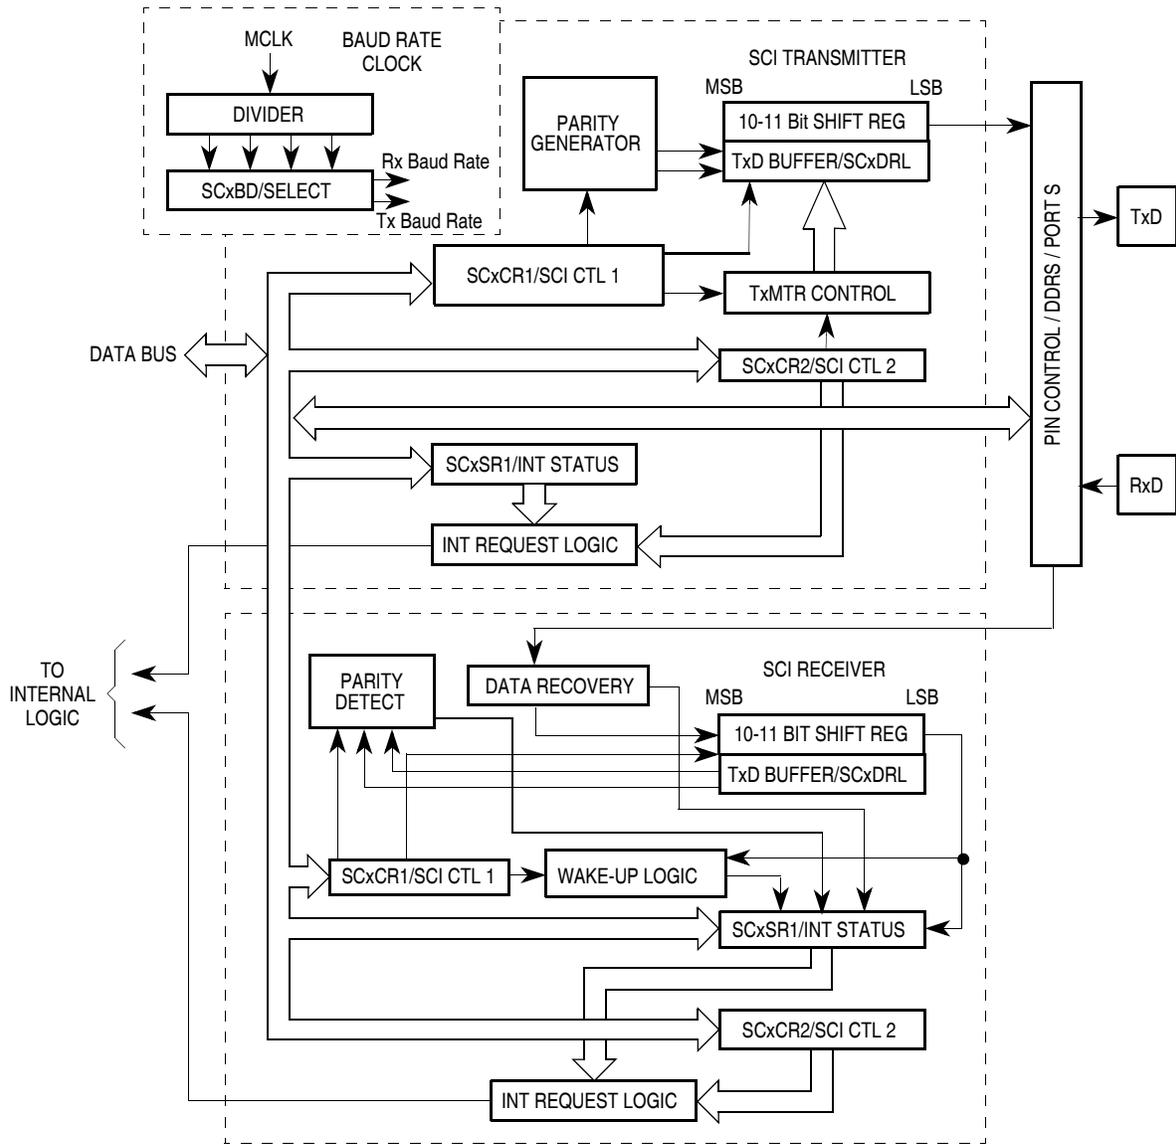 MCLK
BAUD RATE
CLOCK
DIVIDER
SCxBD/SELECT
Rx Baud Rate
Tx Baud Rate
SCI TRANSMITTER
MSB
LSB
PARITY
GENERATOR
10-11 Bit SHIFT REG
TxD BUFFER/SCxDRL
SCxCR1/SCI CTL 1
TxMTR CONTROL
SCxCR2/SCI CTL 2
DATA BUS
SCxSR1/INT STATUS
INT REQUEST LOGIC
PIN CONTROL / DDRS / PORT S
TxD
RxD
TO
INTERNAL
LOGIC
PARITY
DETECT
DATA RECOVERY
SCI RECEIVER
MSB
LSB
10-11 BIT SHIFT REG
TxD BUFFER/SCxDRL
SCxCR1/SCI CTL 1
WAKE-UP LOGIC
SCxSR1/INT STATUS
SCxCR2/SCI CTL 2
INT REQUEST LOGIC